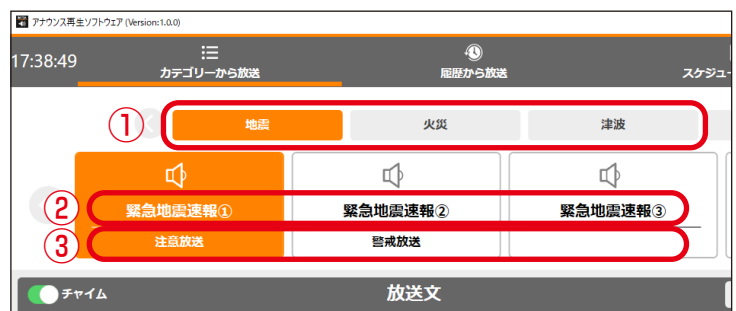 アナウンス再生ソフトウェア (Version:1.0.0)
17:38:49
カテゴリーから放送
履歴から放送
スケジュー
① 地震 火災 津波
② 緊急地震速報① 緊急地震速報② 緊急地震速報③
③ 注意放送 警戒放送
チャイム 放送文